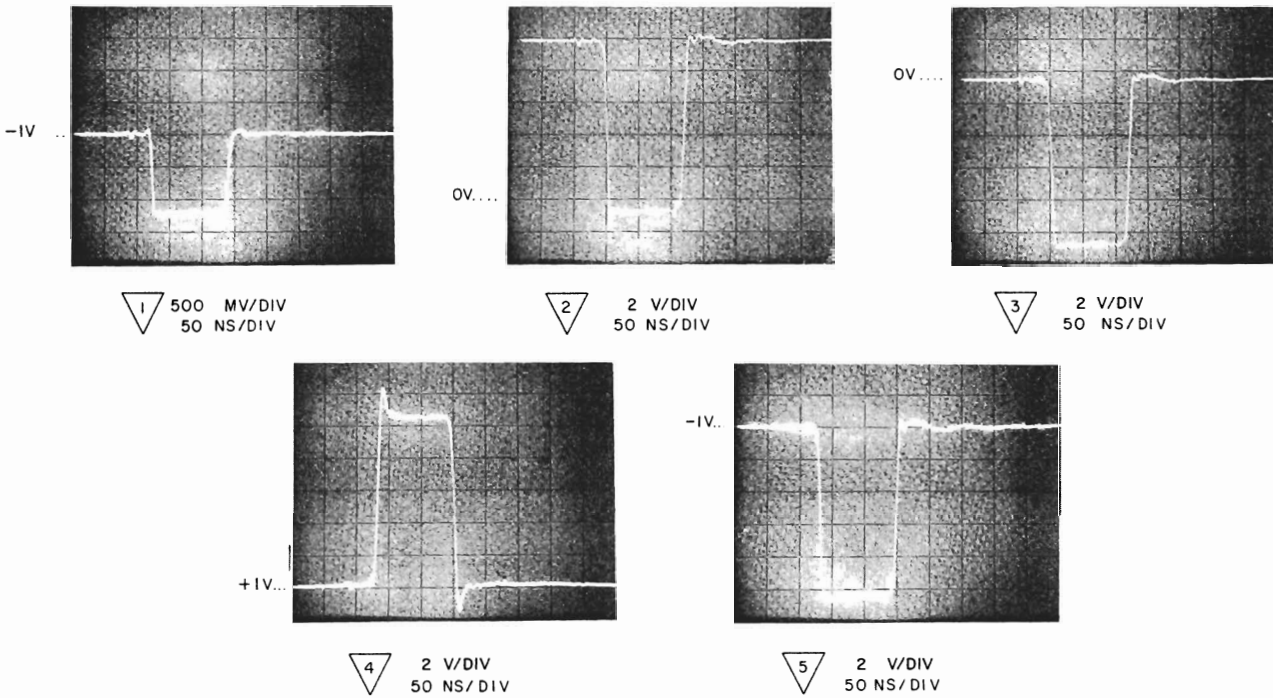 -1V ..
0V....
0V....
1 500 MV/DIV
50 NS/DIV
2 2 V/DIV
50 NS/DIV
3 2 V/DIV
50 NS/DIV
+1V...
-1V...
4 2 V/DIV
50 NS/DIV
5 2 V/DIV
50 NS/DIV